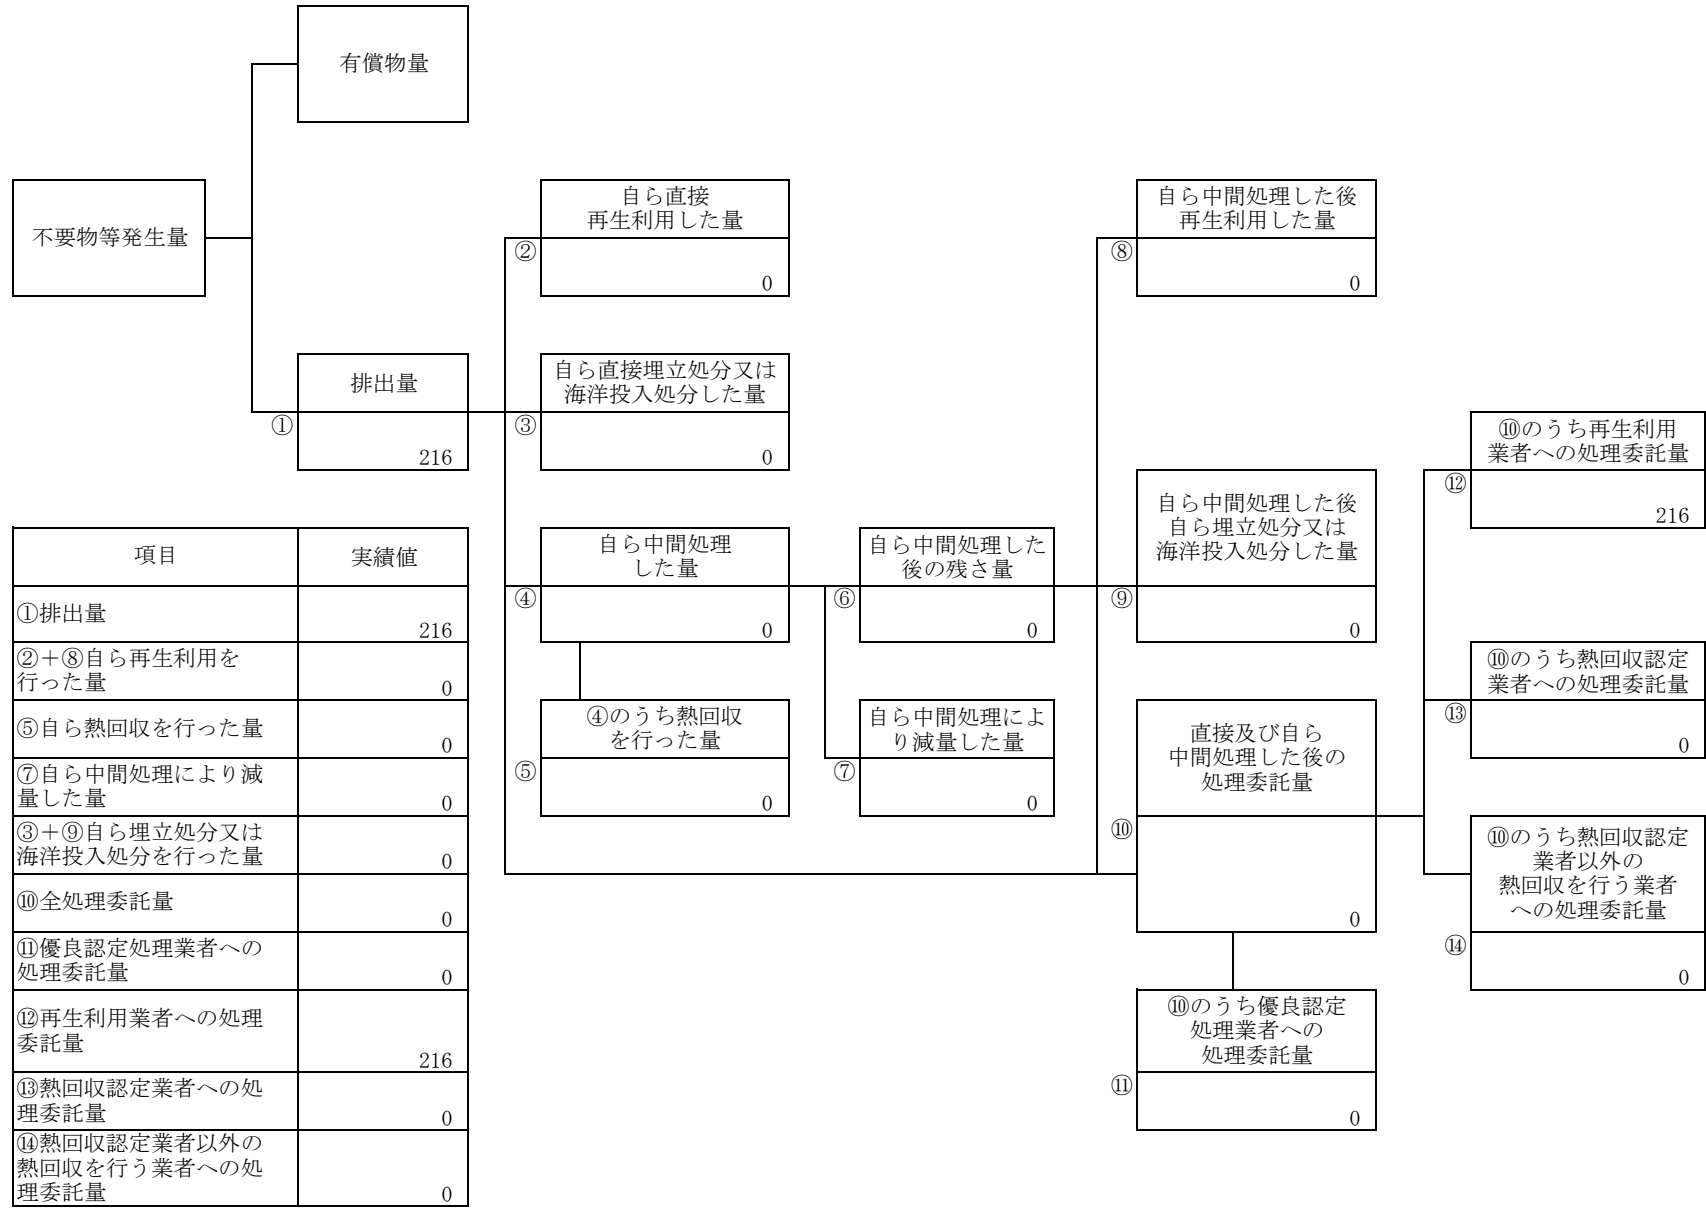 有償物量
不要物等発生量
自ら直接
再生利用した量
②
0
自ら中間処理した後
再生利用した量
⑧
0
排出量
①
216
自ら直接埋立処分又は
海洋投入処分した量
③
0
⑩のうち再生利用
業者への処理委託量
⑫
216
自ら中間処理した後
自ら埋立処分又は
海洋投入処分した量
⑨
0
自ら中間処理
した量
④
0
自ら中間処理した
後の残さ量
⑥
0
④のうち熱回収
を行った量
⑤
0
自ら中間処理によ
り減量した量
⑦
0
直接及び自ら
中間処理した後の
処理委託量
⑩
0
⑩のうち熱回収認定
業者への処理委託量
⑬
0
⑩のうち熱回収認定
業者以外の
熱回収を行う業者
への処理委託量
⑭
0
⑩のうち優良認定
処理業者への
処理委託量
⑪
0
項目 実績値
①排出量
216
②＋⑧自ら再生利用を
行った量 0
⑤自ら熱回収を行った量
0
⑦自ら中間処理により減
量した量 0
③＋⑨自ら埋立処分又は
海洋投入処分を行った量 0
⑩全処理委託量
0
⑪優良認定処理業者への
処理委託量 0
⑫再生利用業者への処理
委託量
216
⑬熱回収認定業者への処
理委託量 0
⑭熱回収認定業者以外の
熱回収を行う業者への処
理委託量 0